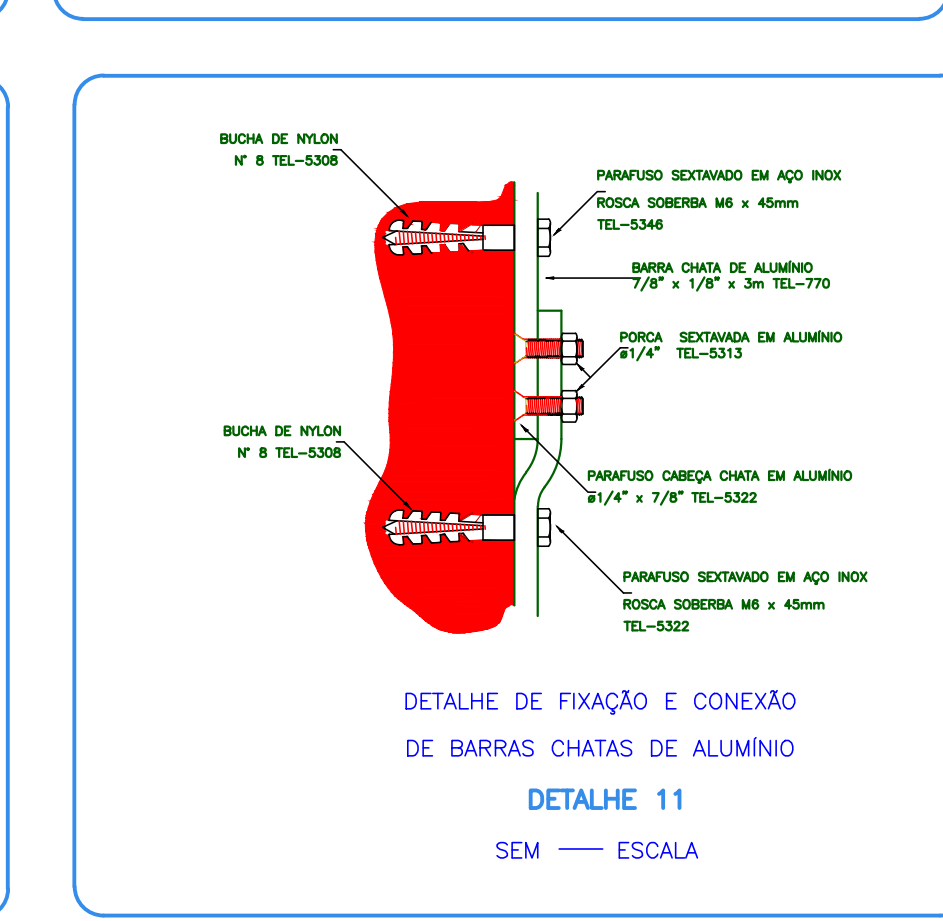 BUCHA DE NYLON
N° 8 TEL-5308
PARAFUSO SEXTAVADO EM AÇO INOX
ROSCA SOBERBA M6 x 45mm
TEL-5346
BARRA CHATA DE ALUMÍNIO
7/8" x 1/8" x 3m TEL-770
PORCA SEXTAVADA EM ALUMÍNIO
ø1/4" TEL-5313
BUCHA DE NYLON
N° 8 TEL-5308
PARAFUSO CABEÇA CHATA EM ALUMÍNIO
ø1/4" x 7/8" TEL-5322
PARAFUSO SEXTAVADO EM AÇO INOX
ROSCA SOBERBA M6 x 45mm
TEL-5322
DETALHE DE FIXAÇÃO E CONEXÃO
DE BARRAS CHATAS DE ALUMÍNIO
DETALHE 11
SEM — ESCALA